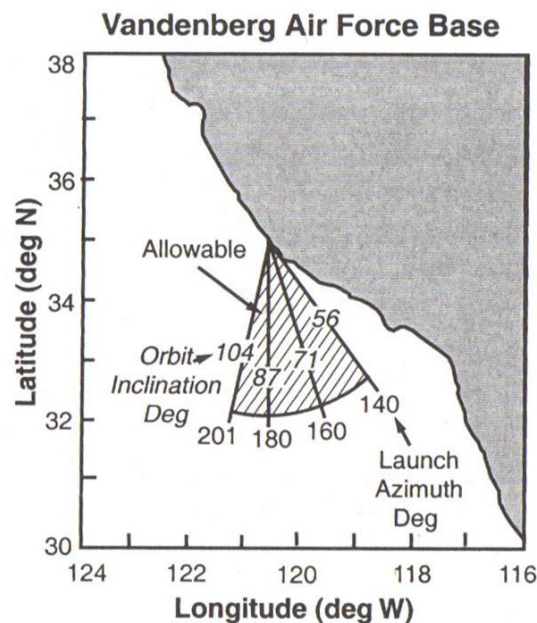 Vandenberg Air Force Base
38
36
34
32
30
Latitude (deg N)
Allowable
Orbit
Inclination
Deg
104
87
71
56
201
180
160
140
Launch
Azimuth
Deg
124
122
120
118
116
Longitude (deg W)